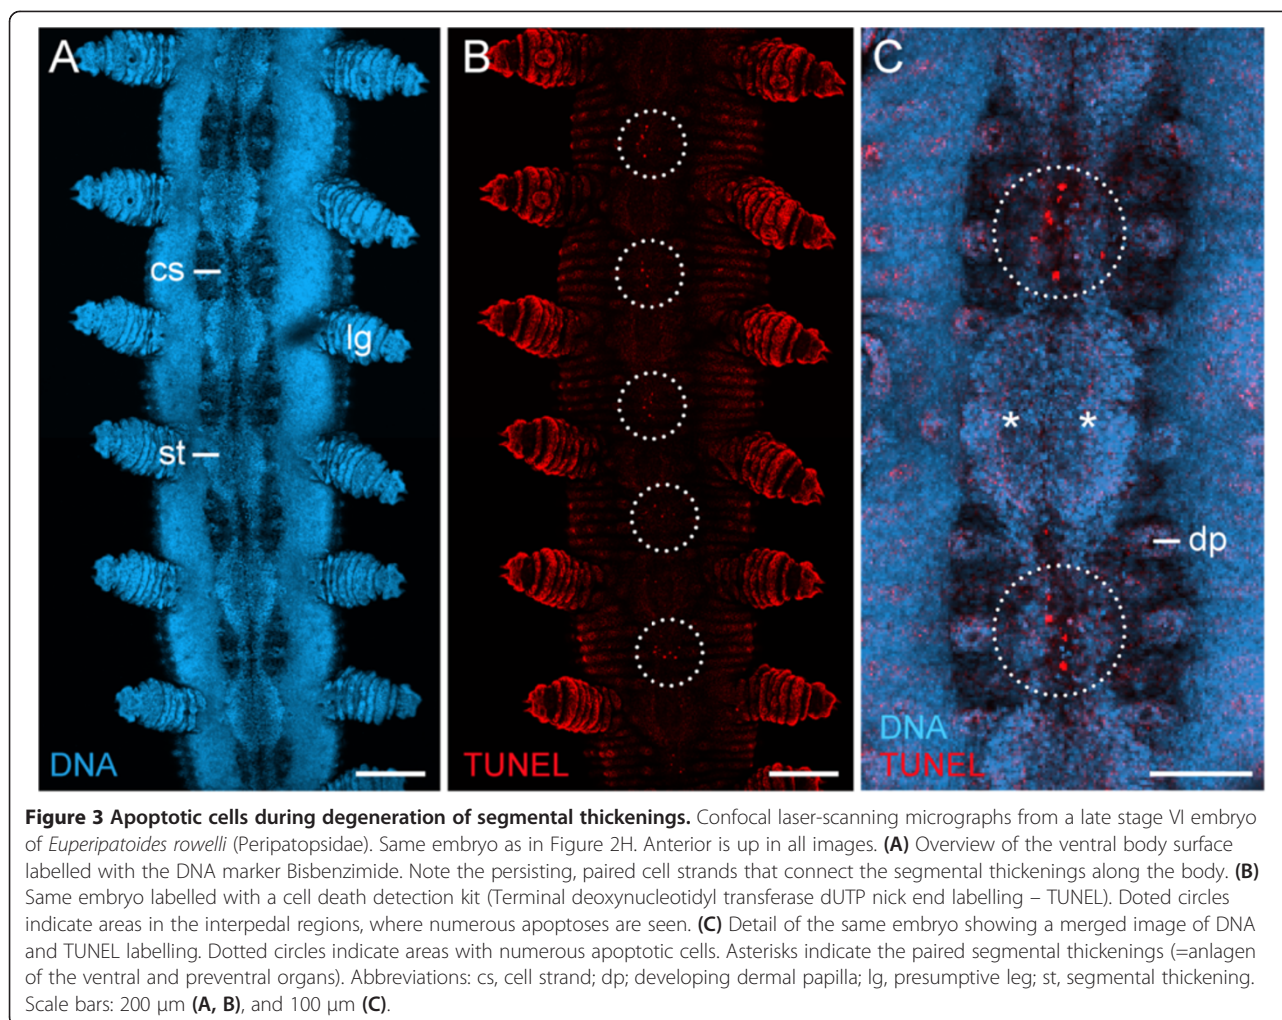 A
B
C
cs
lg
st
*
*
dp
DNA
TUNEL
DNA
TUNEL
Figure 3 Apoptotic cells during degeneration of segmental thickenings. Confocal laser-scanning micrographs from a late stage VI embryo
of Euperipatoides rowelli (Peripatopsidae). Same embryo as in Figure 2H. Anterior is up in all images. (A) Overview of the ventral body surface
labelled with the DNA marker Bisbenzimide. Note the persisting, paired cell strands that connect the segmental thickenings along the body. (B)
Same embryo labelled with a cell death detection kit (Terminal deoxynucleotidyl transferase dUTP nick end labelling – TUNEL). Doted circles
indicate areas in the interpedal regions, where numerous apoptoses are seen. (C) Detail of the same embryo showing a merged image of DNA
and TUNEL labelling. Dotted circles indicate areas with numerous apoptotic cells. Asterisks indicate the paired segmental thickenings (=anlagen
of the ventral and preventral organs). Abbreviations: cs, cell strand; dp; developing dermal papilla; lg, presumptive leg; st, segmental thickening.
Scale bars: 200 μm (A, B), and 100 μm (C).